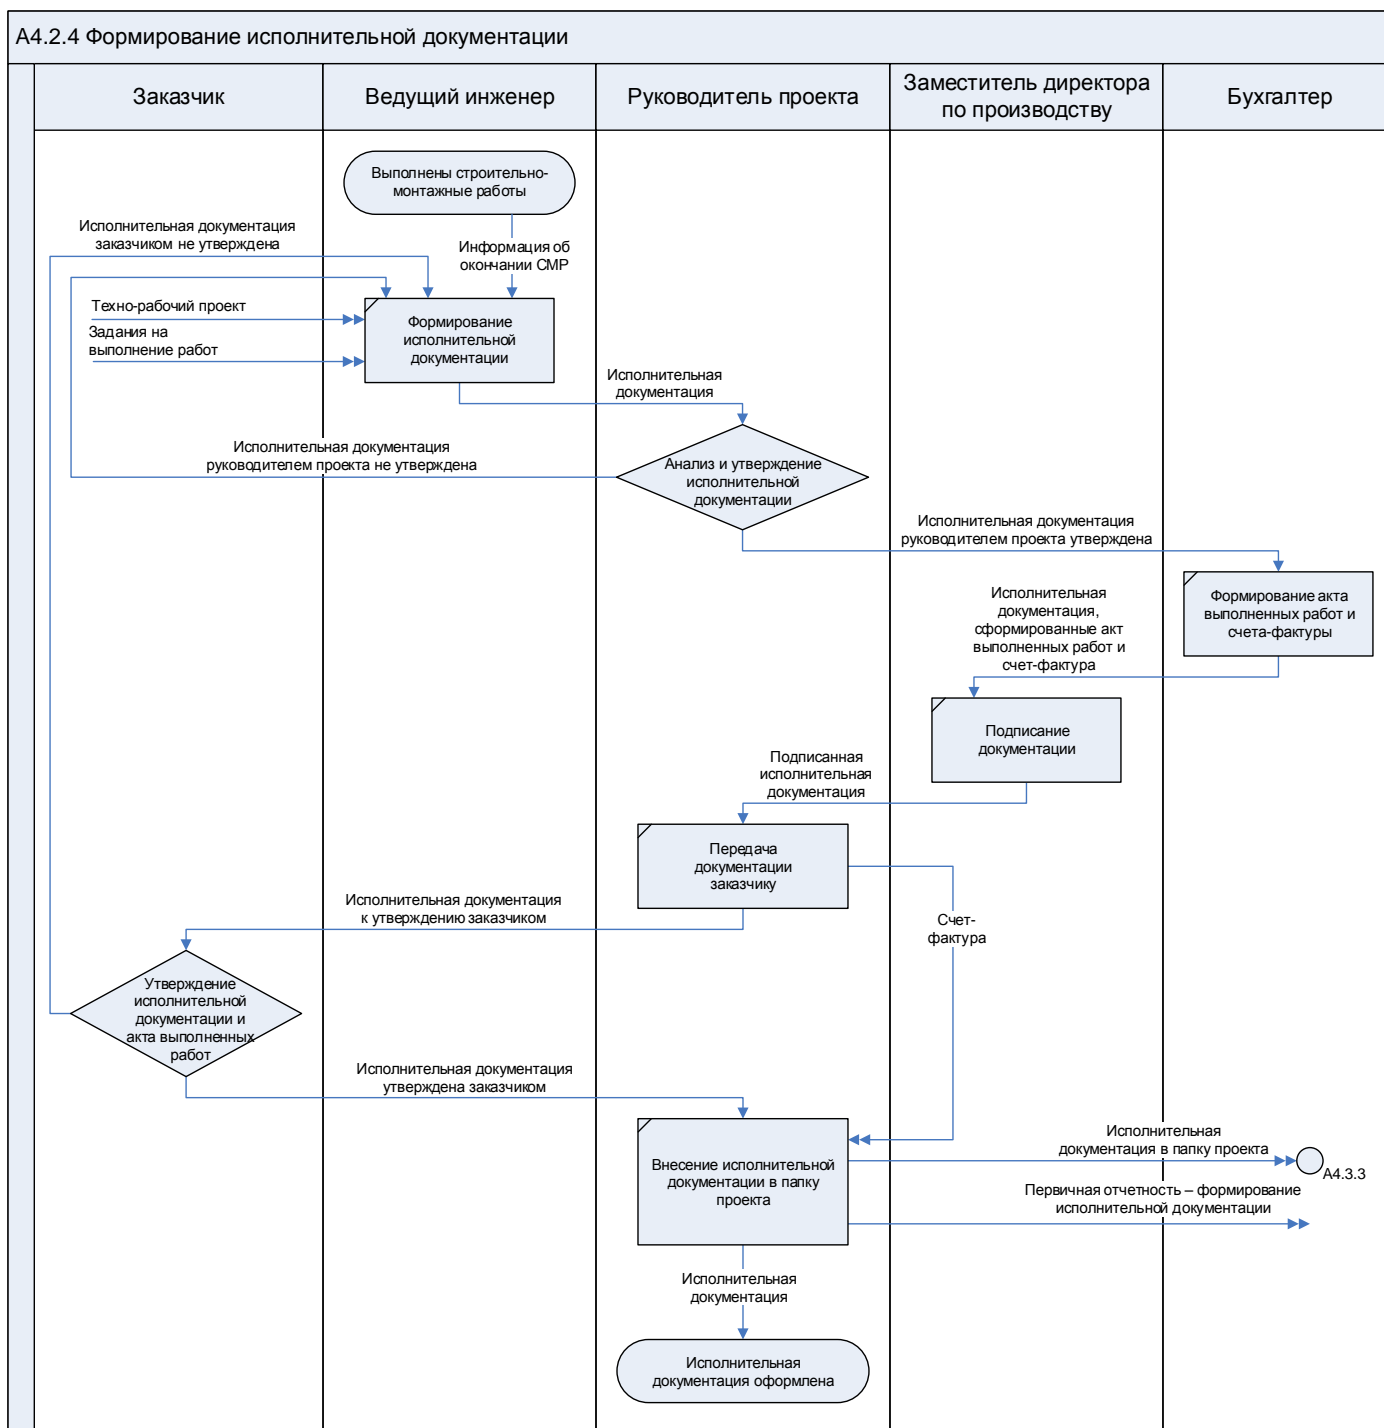 А4.2.4 Формирование исполнительной документации
Заказчик
Ведущий инженер
Руководитель проекта
Заместитель директора
по производству
Бухгалтер
Выполнены строительно-
монтажные работы
Исполнительная документация
заказчиком не утверждена
Информация об
окончании СМР
Техно-рабочий проект
Задания на
выполнение работ
Формирование
исполнительной
документации
Исполнительная
документация
Исполнительная документация
руководителем проекта не утверждена
Анализ и утверждение
исполнительной
документации
Исполнительная документация
руководителем проекта утверждена
Формирование акта
выполненных работ и
счета-фактуры
Исполнительная
документация,
сформированные акт
выполненных работ и
счет-фактура
Подписание
документации
Подписанная
исполнительная
документация
Передача
документации
заказчику
Исполнительная документация
к утверждению заказчиком
Счет-
фактура
Утверждение
исполнительной
документации и
акта выполненных
работ
Исполнительная документация
утверждена заказчиком
Внесение исполнительной
документации в папку
проекта
Исполнительная
документация в папку проекта
А4.3.3
Первичная отчетность – формирование
исполнительной документации
Исполнительная
документация
Исполнительная
документация оформлена